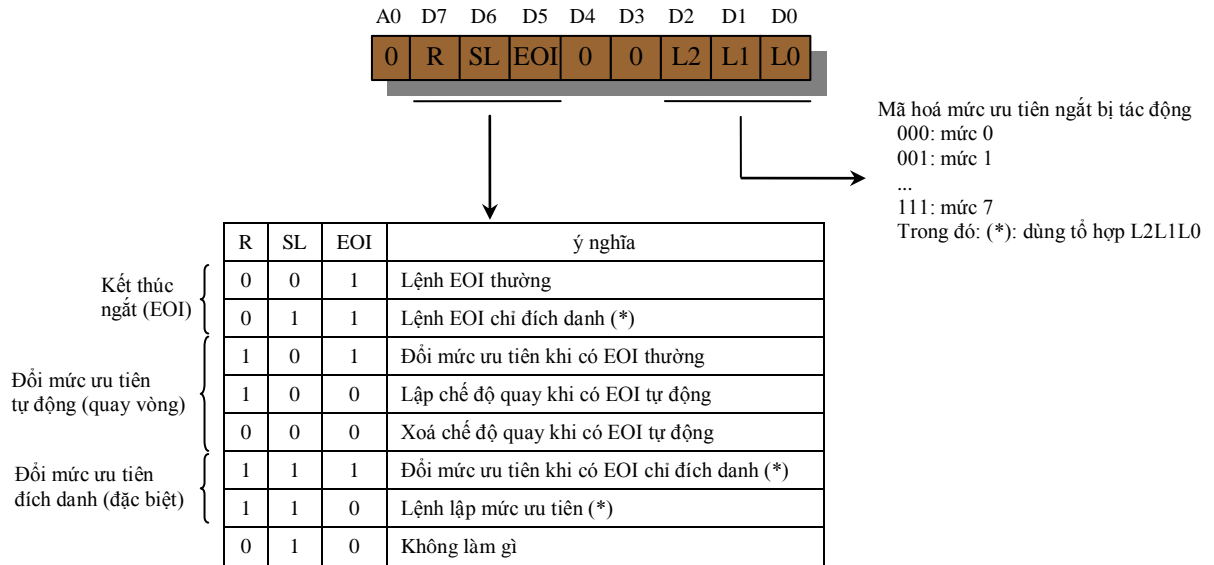 A0 D7 D6 D5 D4 D3 D2 D1 D0
0 R SL EOI 0 0 L2 L1 L0
Mã hoá mức ưu tiên ngắt bị tác động
000: mức 0
001: mức 1
...
111: mức 7
Trong đó: (*): dùng tổ hợp L2L1L0
R SL EOI ý nghĩa
Kết thúc
ngắt (EOI)
0 0 1 Lệnh EOI thường
0 1 1 Lệnh EOI chỉ đích danh (*)
Đổi mức ưu tiên
tự động (quay vòng)
1 0 1 Đổi mức ưu tiên khi có EOI thường
1 0 0 Lập chế độ quay khi có EOI tự động
0 0 0 Xoá chế độ quay khi có EOI tự động
Đổi mức ưu tiên
đích danh (đặc biệt)
1 1 1 Đổi mức ưu tiên khi có EOI chỉ đích danh (*)
1 1 0 Lệnh lập mức ưu tiên (*)
0 1 0 Không làm gì